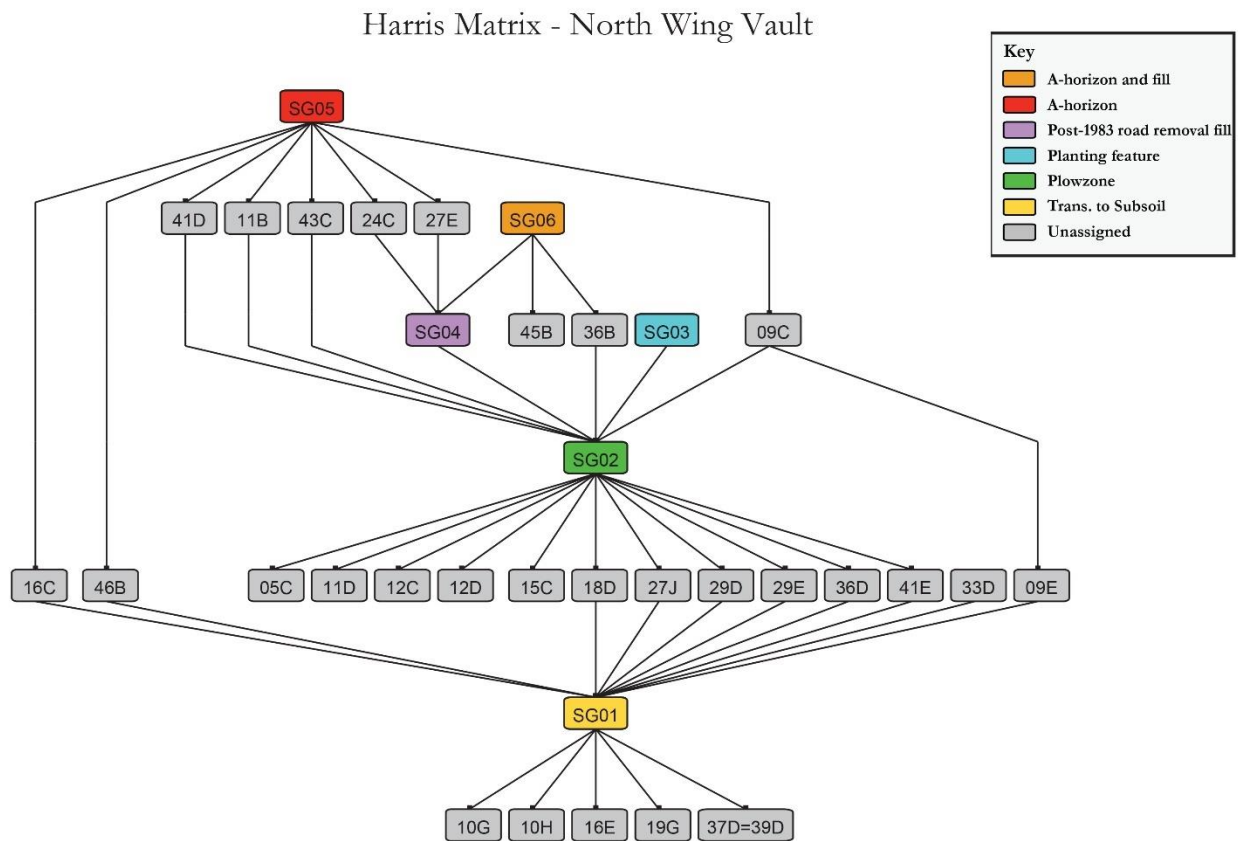 Harris Matrix - North Wing Vault
Key
A-horizon and fill
A-horizon
Post-1983 road removal fill
Planting feature
Plowzone
Trans. to Subsoil
Unassigned
SG05
41D 11B 43C 24C 27E SG06
SG04 45B 36B SG03 09C
SG02
16C 46B 05C 11D 12C 12D 15C 18D 27J 29D 29E 36D 41E 33D 09E
SG01
10G 10H 16E 19G 37D=39D